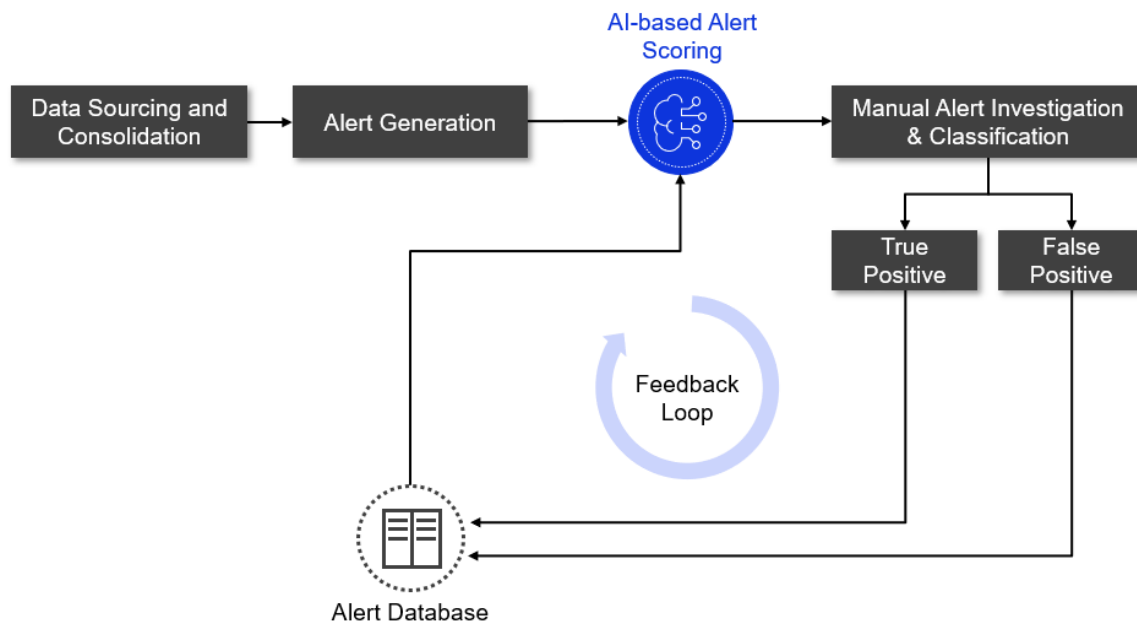 AI-based Alert
Scoring
Data Sourcing and
Consolidation
Alert Generation
Manual Alert Investigation
& Classification
True
Positive
False
Positive
Feedback
Loop
Alert Database